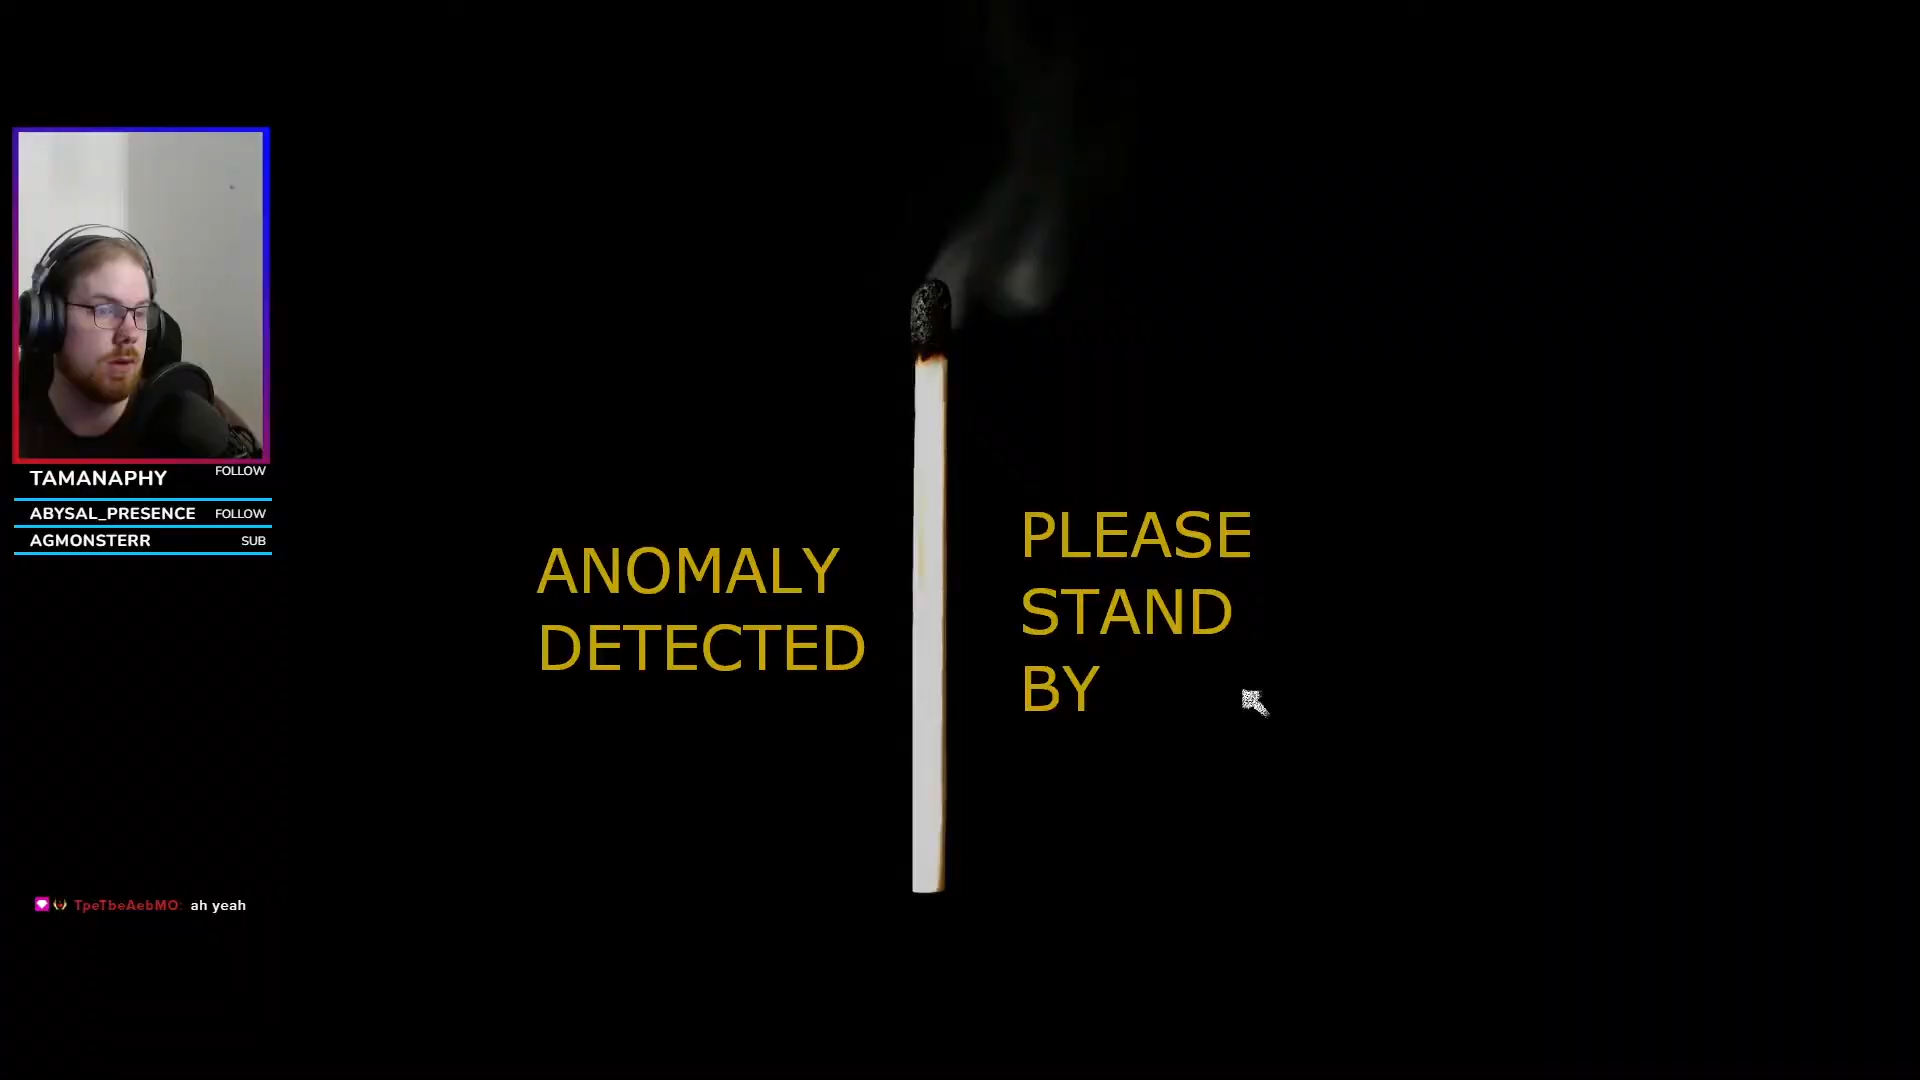 TAMANAPHY FOLLOW
ABYSAL_PRESENCE FOLLOW
AGMONSTERR SUB
ANOMALY
DETECTED
PLEASE
STAND
BY
TpeTbeAebMO: ah yeah